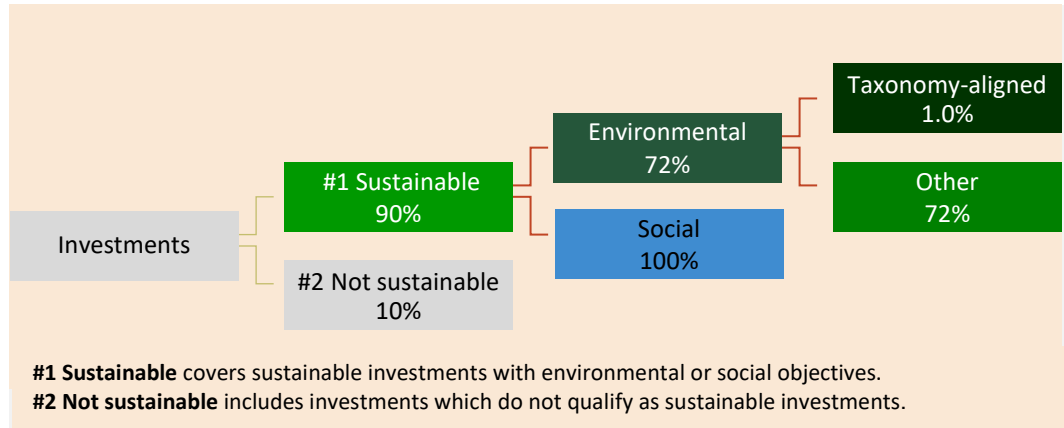 Taxonomy-aligned
1.0%
Environmental
72%
#1 Sustainable
90%
Other
72%
Investments
Social
100%
#2 Not sustainable
10%
#1 Sustainable covers sustainable investments with environmental or social objectives.
#2 Not sustainable includes investments which do not qualify as sustainable investments.